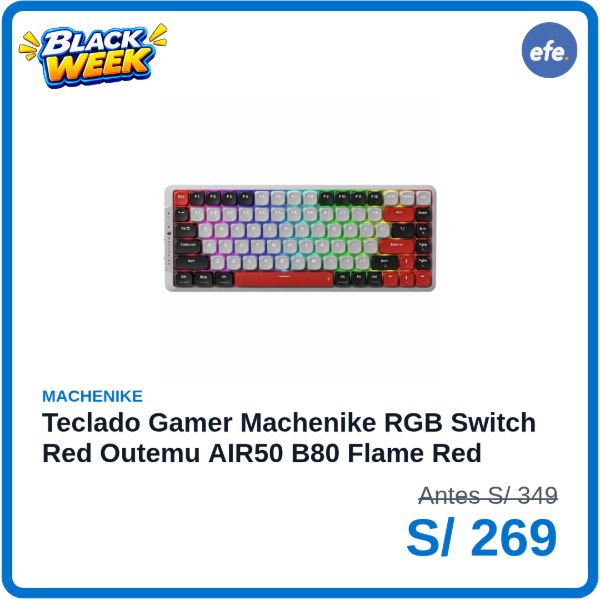 BLACK
WEEK
efe.
MACHENIKE
Teclado Gamer Machenike RGB Switch
Red Outemu AIR50 B80 Flame Red
Antes S/ 349
S/ 269